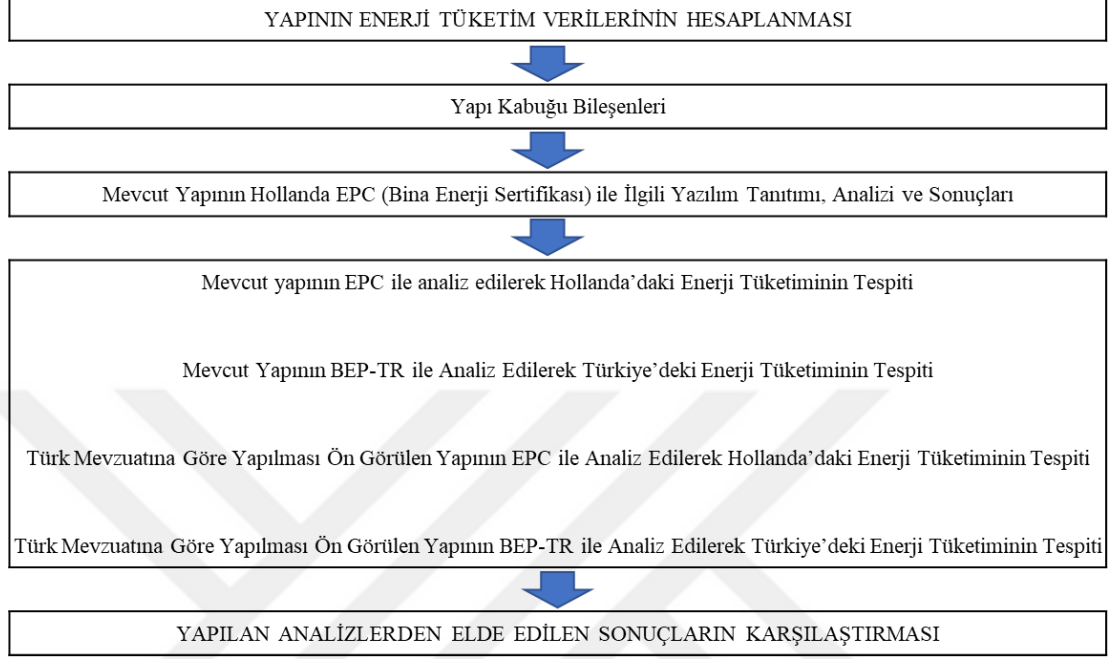 YAPININ ENERJİ TÜKETİM VERİLERİNİN HESAPLANMASI
Yapı Kabuğu Bileşenleri
Mevcut Yapının Hollanda EPC (Bina Enerji Sertifikası) ile İlgili Yazılım Tanıtımı, Analizi ve Sonuçları
Mevcut yapının EPC ile analiz edilerek Hollanda’daki Enerji Tüketiminin Tespiti
Mevcut Yapının BEP-TR ile Analiz Edilerek Türkiye’deki Enerji Tüketiminin Tespiti
Türk Mevzuatına Göre Yapılması Ön Görülen Yapının EPC ile Analiz Edilerek Hollanda’daki Enerji Tüketiminin Tespiti
Türk Mevzuatına Göre Yapılması Ön Görülen Yapının BEP-TR ile Analiz Edilerek Türkiye’deki Enerji Tüketiminin Tespiti
YAPILAN ANALİZLERDEN ELDE EDİLEN SONUÇLARIN KARŞILAŞTIRMASI